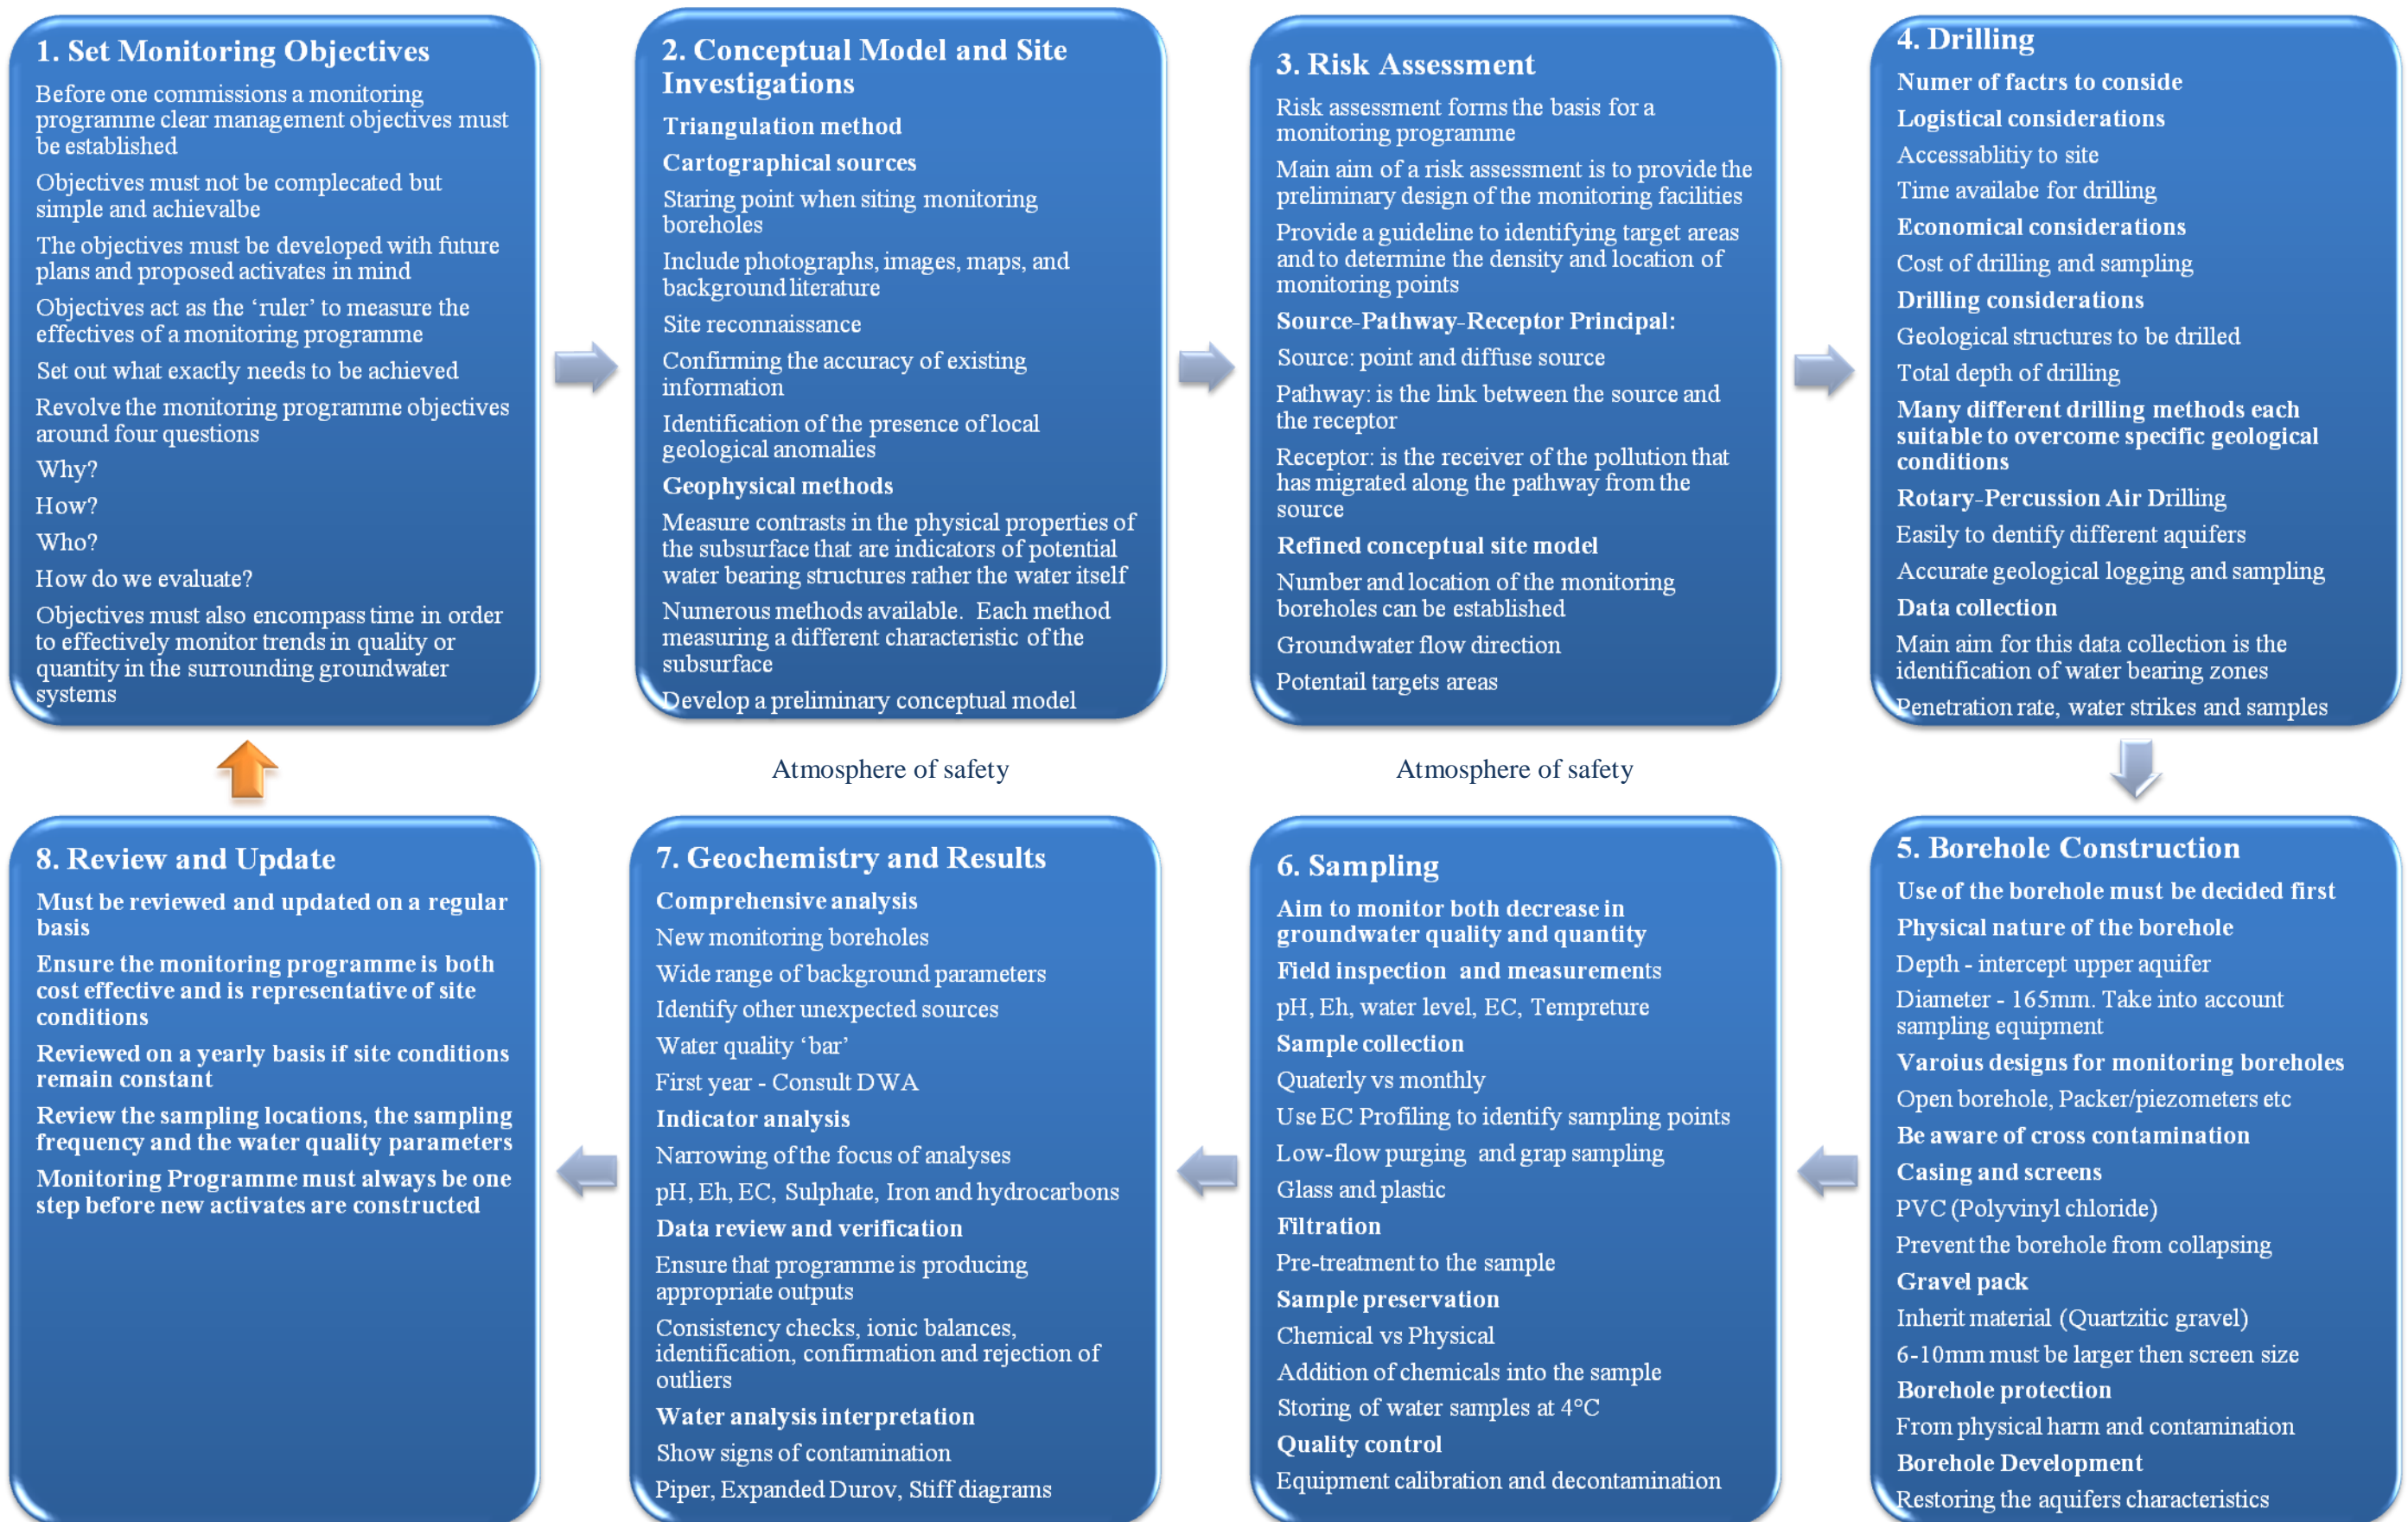 1. Set Monitoring Objectives
Before one commissions a monitoring
programme clear management objectives must
be established
Objectives must not be complecated but
simple and achievalbe
The objectives must be developed with future
plans and proposed activates in mind
Objectives act as the ‘ruler’ to measure the
effectives of a monitoring programme
Set out what exactly needs to be achieved
Revolve the monitoring programme objectives
around four questions
Why?
How?
Who?
How do we evaluate?
Objectives must also encompass time in order
to effectively monitor trends in quality or
quantity in the surrounding groundwater
systems
2. Conceptual Model and Site
Investigations
Triangulation method
Cartographical sources
Staring point when siting monitoring
boreholes
Include photographs, images, maps, and
background literature
Site reconnaissance
Confirming the accuracy of existing
information
Identification of the presence of local
geological anomalies
Geophysical methods
Measure contrasts in the physical properties of
the subsurface that are indicators of potential
water bearing structures rather the water itself
Numerous methods available. Each method
measuring a different characteristic of the
subsurface
Develop a preliminary conceptual model
3. Risk Assessment
Risk assessment forms the basis for a
monitoring programme
Main aim of a risk assessment is to provide the
preliminary design of the monitoring facilities
Provide a guideline to identifying target areas
and to determine the density and location of
monitoring points
Source-Pathway-Receptor Principal:
Source: point and diffuse source
Pathway: is the link between the source and
the receptor
Receptor: is the receiver of the pollution that
has migrated along the pathway from the
source
Refined conceptual site model
Number and location of the monitoring
boreholes can be established
Groundwater flow direction
Potentail targets areas
4. Drilling
Numer of factrs to conside
Logistical considerations
Accessablitiy to site
Time availabe for drilling
Economical considerations
Cost of drilling and sampling
Drilling considerations
Geological structures to be drilled
Total depth of drilling
Many different drilling methods each
suitable to overcome specific geological
conditions
Rotary-Percussion Air Drilling
Easily to dentify different aquifers
Accurate geological logging and sampling
Data collection
Main aim for this data collection is the
identification of water bearing zones
Penetration rate, water strikes and samples
Atmosphere of safety
Atmosphere of safety
5. Borehole Construction
Use of the borehole must be decided first
Physical nature of the borehole
Depth - intercept upper aquifer
Diameter - 165mm. Take into account
sampling equipment
Varoius designs for monitoring boreholes
Open borehole, Packer/piezometers etc
Be aware of cross contamination
Casing and screens
PVC (Polyvinyl chloride)
Prevent the borehole from collapsing
Gravel pack
Inherit material (Quartzitic gravel)
6-10mm must be larger then screen size
Borehole protection
From physical harm and contamination
Borehole Development
Restoring the aquifers characteristics
6. Sampling
Aim to monitor both decrease in
groundwater quality and quantity
Field inspection and measurements
pH, Eh, water level, EC, Tempreture
Sample collection
Quaterly vs monthly
Use EC Profiling to identify sampling points
Low-flow purging and grap sampling
Glass and plastic
Filtration
Pre-treatment to the sample
Sample preservation
Chemical vs Physical
Addition of chemicals into the sample
Storing of water samples at 4°C
Quality control
Equipment calibration and decontamination
7. Geochemistry and Results
Comprehensive analysis
New monitoring boreholes
Wide range of background parameters
Identify other unexpected sources
Water quality ‘bar’
First year - Consult DWA
Indicator analysis
Narrowing of the focus of analyses
pH, Eh, EC, Sulphate, Iron and hydrocarbons
Data review and verification
Ensure that programme is producing
appropriate outputs
Consistency checks, ionic balances,
identification, confirmation and rejection of
outliers
Water analysis interpretation
Show signs of contamination
Piper, Expanded Durov, Stiff diagrams
8. Review and Update
Must be reviewed and updated on a regular
basis
Ensure the monitoring programme is both
cost effective and is representative of site
conditions
Reviewed on a yearly basis if site conditions
remain constant
Review the sampling locations, the sampling
frequency and the water quality parameters
Monitoring Programme must always be one
step before new activates are constructed